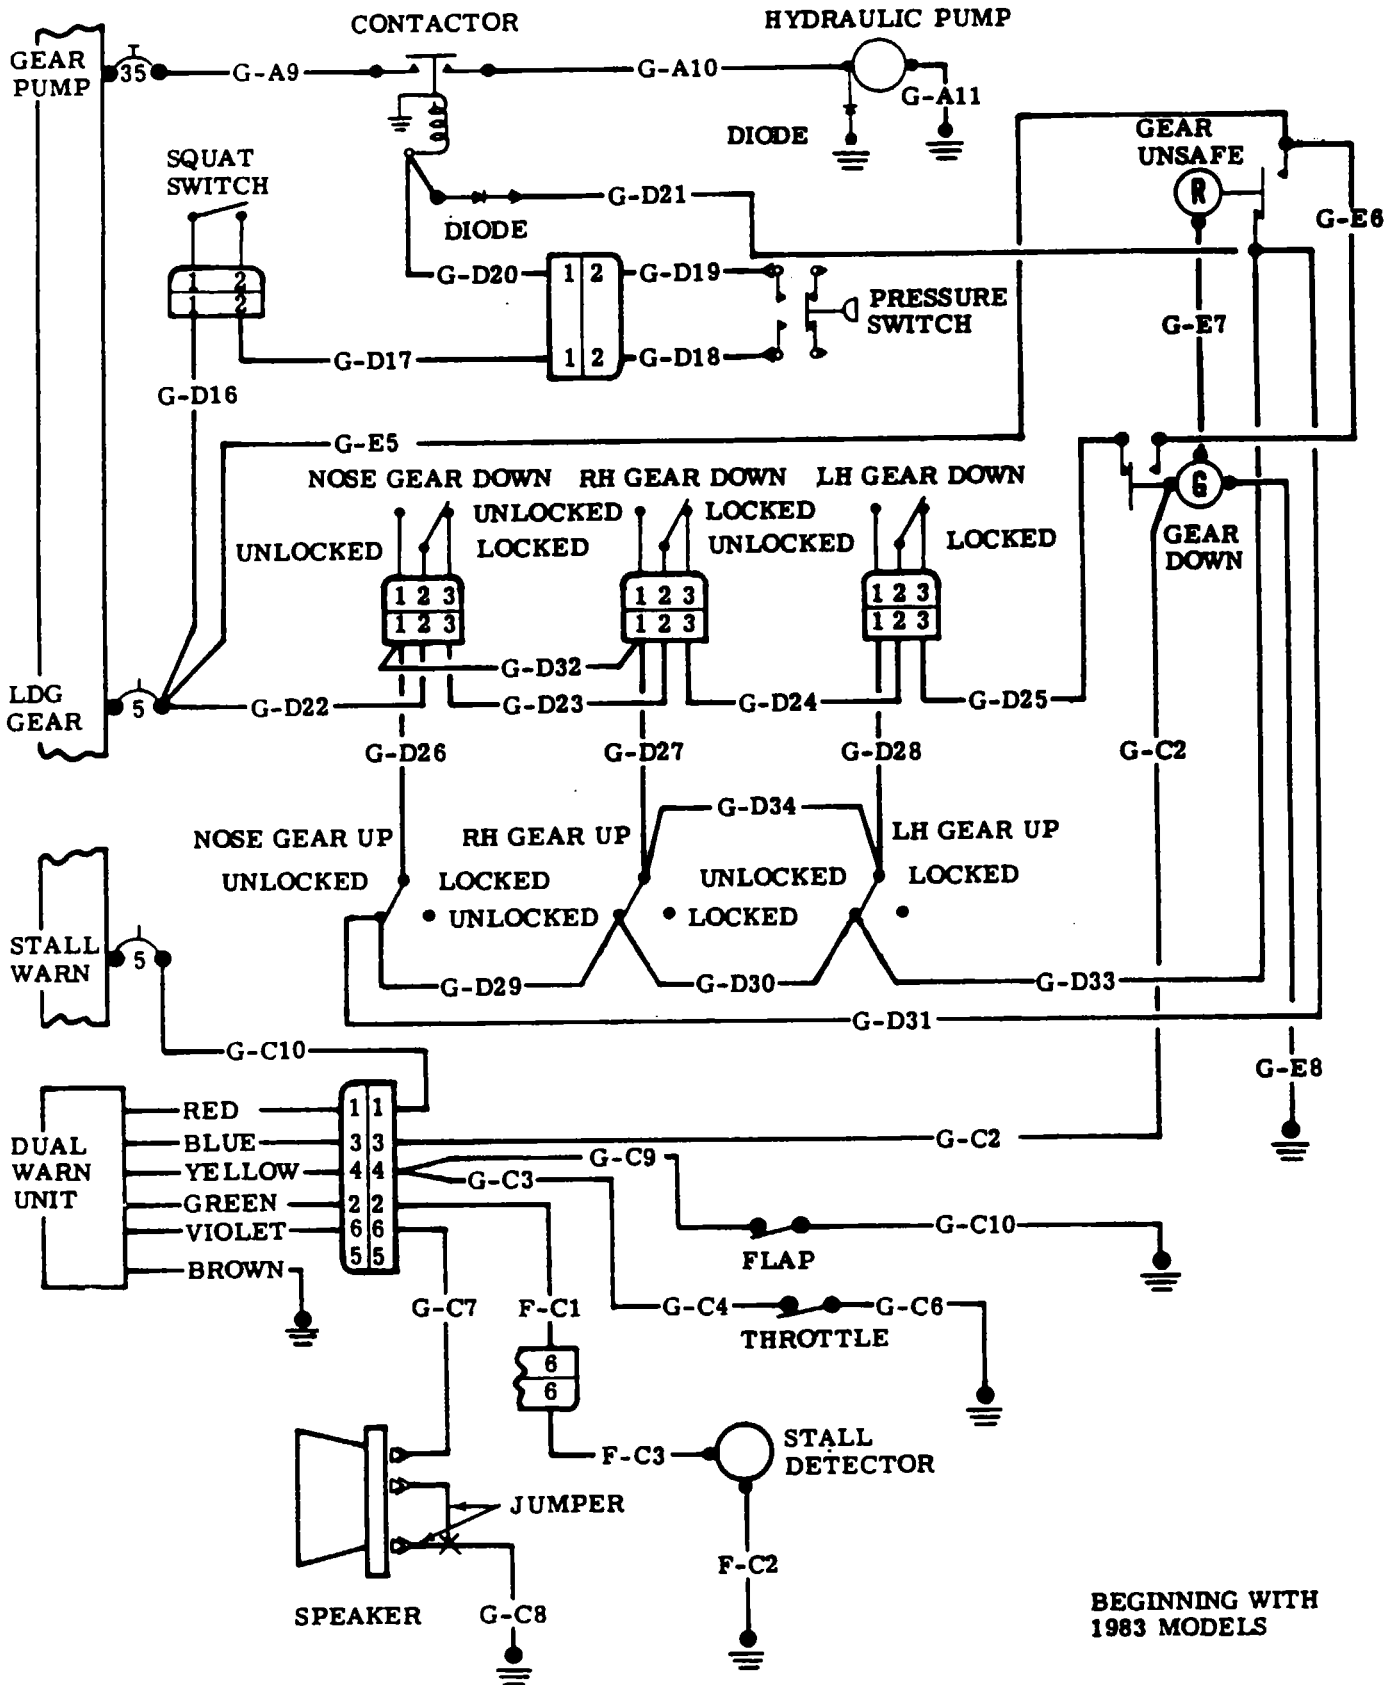 CONTACTOR
HYDRAULIC PUMP
GEAR
PUMP
35
G-A9
G-A10
G-A11
DIODE
GEAR
UNSAFE
R
SQUAT
SWITCH
G-D21
G-E6
DIODE
1 2
1 2
G-D20
1 2
G-D19
PRESSURE
SWITCH
G-E7
G-D17
1 2
G-D18
G-D16
G-E5
NOSE GEAR DOWN
RH GEAR DOWN
LH GEAR DOWN
UNLOCKED
LOCKED
UNLOCKED
LOCKED
UNLOCKED
LOCKED
G
GEAR
DOWN
1 2 3
1 2 3
1 2 3
1 2 3
1 2 3
1 2 3
G-D32
LDG
GEAR
5
G-D22
G-D23
G-D24
G-D25
G-D26
G-D27
G-D28
G-C2
G-D34
NOSE GEAR UP
RH GEAR UP
LH GEAR UP
UNLOCKED
LOCKED
UNLOCKED
LOCKED
UNLOCKED
LOCKED
STALL
WARN
5
G-D29
G-D30
G-D33
G-D31
G-C10
G-E8
DUAL
WARN
UNIT
RED
1 1
BLUE
3 3
G-C2
YELLOW
4 4
G-C9
G-C3
GREEN
2 2
VIOLET
6 6
5 5
BROWN
FLAP
G-C10
G-C7
F-C1
G-C4
G-C6
THROTTLE
6
6
STALL
DETECTOR
F-C3
JUMPER
F-C2
SPEAKER
G-C8
BEGINNING WITH
1983 MODELS